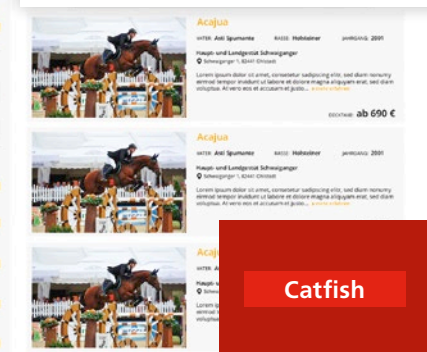 Acajua
VATER: Asti Spumante RASSE: Holsteiner JAHRGANG: 2001
Haupt- und Landgestüt Schwaiganger
Schwaiganger 1, 82441 Ohlstadt
Lorem ipsum dolor sit amet, consetetur sadipscing elitr, sed diam nonumy
eirmod tempor invidunt ut labore et dolore magna aliquyam erat, sed diam
voluptua. At vero eos et accusam et justo...
DECKTAXE: ab 690 €
Acajua
VATER: Asti Spumante RASSE: Holsteiner JAHRGANG: 2001
Haupt- und Landgestüt Schwaiganger
Schwaiganger 1, 82441 Ohlstadt
Lorem ipsum dolor sit amet, consetetur sadipscing elitr, sed diam nonumy
eirmod tempor invidunt ut labore et dolore magna aliquyam erat, sed diam
voluptua. At vero eos et accusam et justo...
VATER:
Catfish